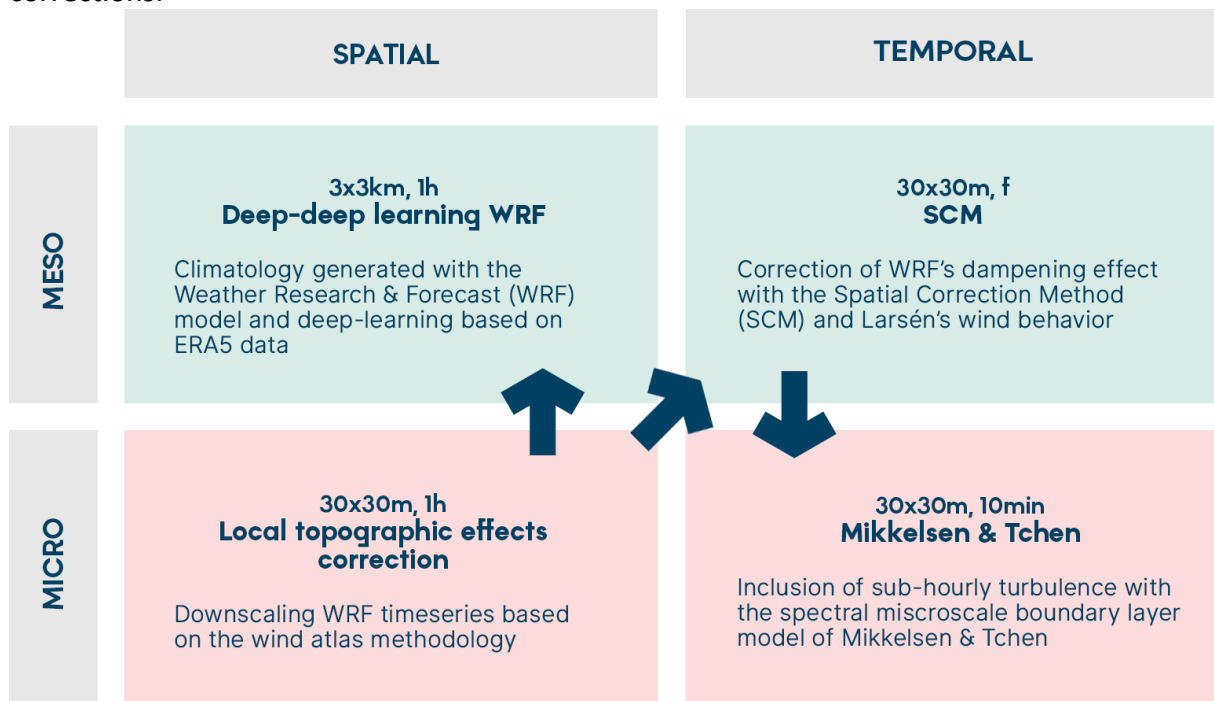 corrections.
SPATIAL
TEMPORAL
MESO
3x3km, 1h
Deep-deep learning WRF
Climatology generated with the
Weather Research & Forecast (WRF)
model and deep-learning based on
ERA5 data
30x30m, f
SCM
Correction of WRF's dampening effect
with the Spatial Correction Method
(SCM) and Larsén's wind behavior
MICRO
30x30m, 1h
Local topographic effects
correction
Downscaling WRF timeseries based
on the wind atlas methodology
30x30m, 10min
Mikkelsen & Tchen
Inclusion of sub-hourly turbulence with
the spectral miscroscale boundary layer
model of Mikkelsen & Tchen